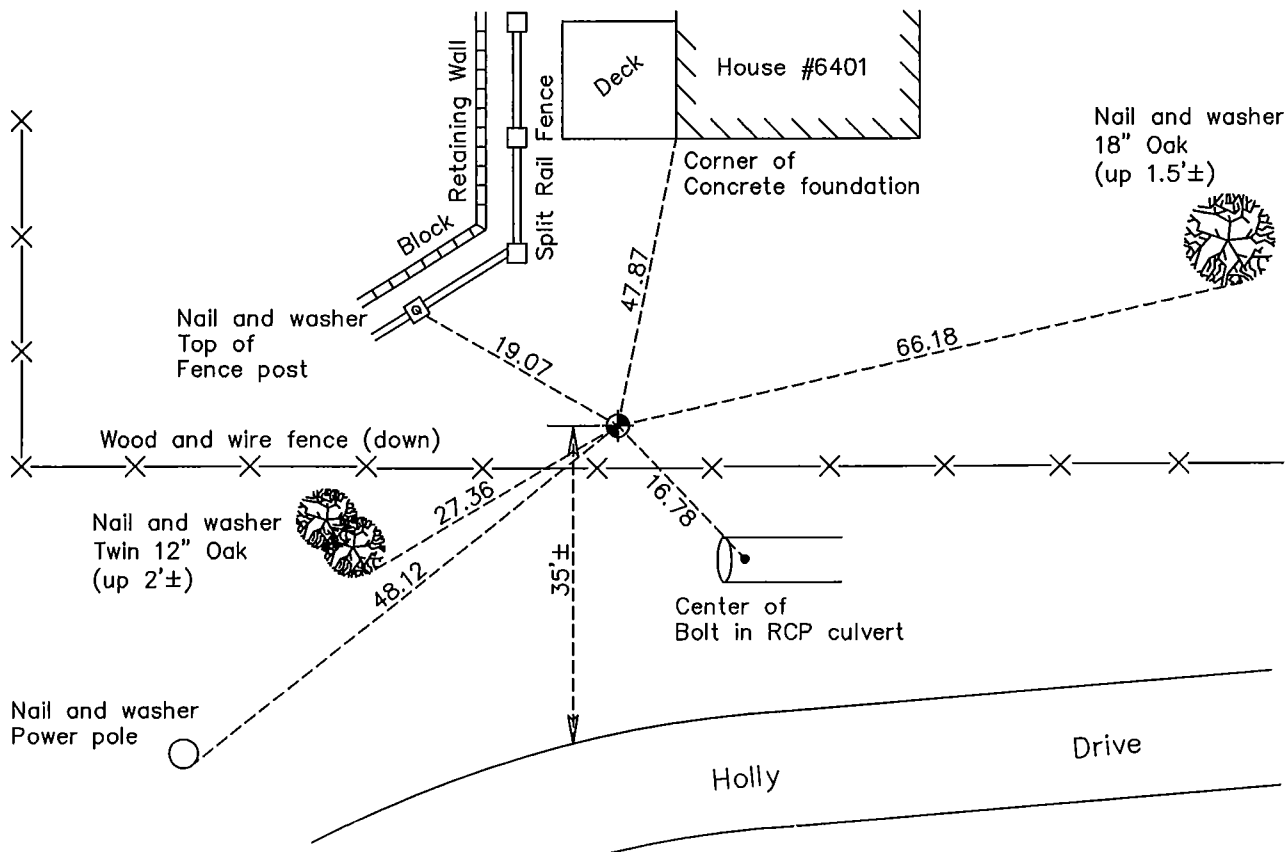 Retaining Wall
Block
Split Rail Fence
Deck
House #6401
Corner of
Concrete foundation
Nail and washer
18" Oak
(up 1.5'±)
47.87
66.18
Nail and washer
Top of
Fence post
19.07
Wood and wire fence (down)
27.36
16.78
Nail and washer
Twin 12" Oak
(up 2'±)
48.12
35'±
Center of
Bolt in RCP culvert
Nail and washer
Power pole
Holly Drive